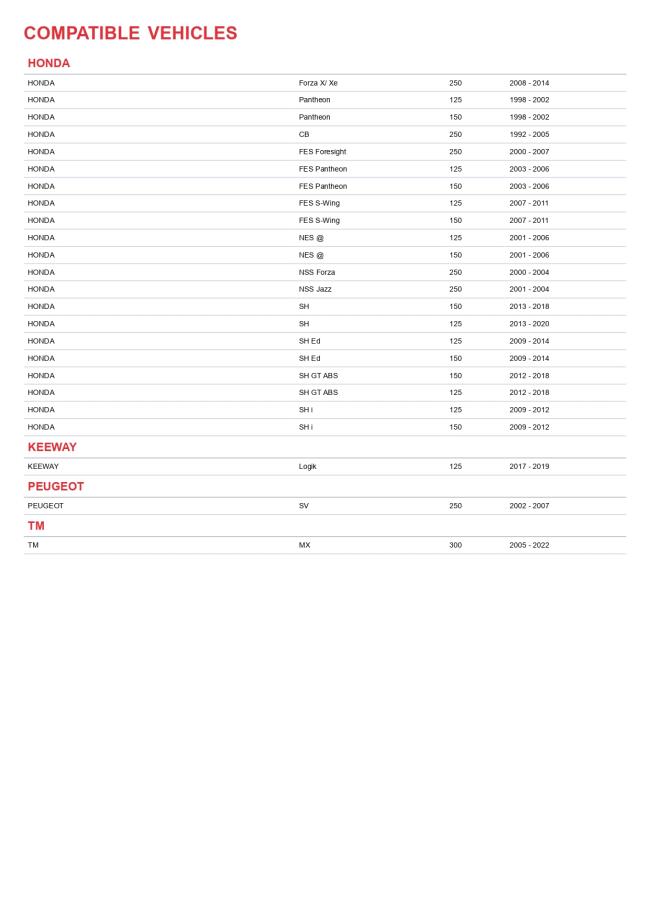 COMPATIBLE VEHICLES
HONDA
HONDA Forza X/ Xe 250 2008 - 2014
HONDA Pantheon 125 1998 - 2002
HONDA Pantheon 150 1998 - 2002
HONDA CB 250 1992 - 2005
HONDA FES Foresight 250 2000 - 2007
HONDA FES Pantheon 125 2003 - 2006
HONDA FES Pantheon 150 2003 - 2006
HONDA FES S-Wing 125 2007 - 2011
HONDA FES S-Wing 150 2007 - 2011
HONDA NES @ 125 2001 - 2006
HONDA NES @ 150 2001 - 2006
HONDA NSS Forza 250 2000 - 2004
HONDA NSS Jazz 250 2001 - 2004
HONDA SH 150 2013 - 2018
HONDA SH 125 2013 - 2020
HONDA SH Ed 125 2009 - 2014
HONDA SH Ed 150 2009 - 2014
HONDA SH GT ABS 150 2012 - 2018
HONDA SH GT ABS 125 2012 - 2018
HONDA SH i 125 2009 - 2012
HONDA SH i 150 2009 - 2012
KEEWAY
KEEWAY Logik 125 2017 - 2019
PEUGEOT
PEUGEOT SV 250 2002 - 2007
TM
TM MX 300 2005 - 2022